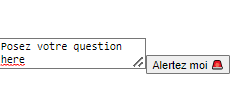 Posez votre question
here
Alertez moi 🚨